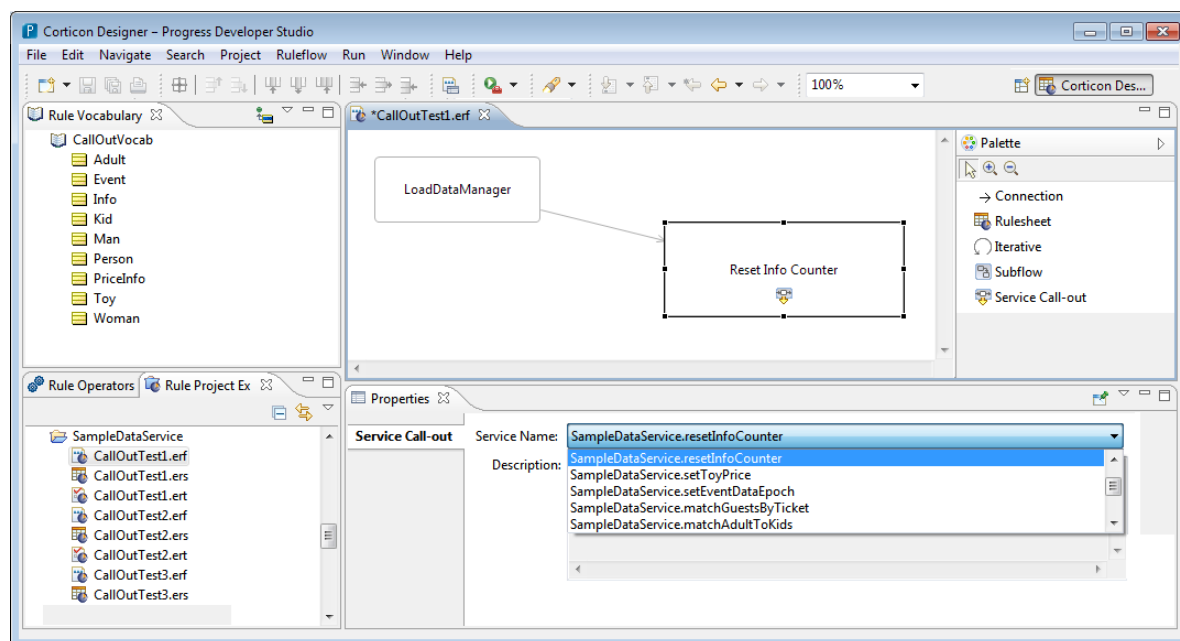 Corticon Designer – Progress Developer Studio
File Edit Navigate Search Project Ruleflow Run Window Help
100%
Corticon Des...
Rule Vocabulary
CallOutVocab
Adult
Event
Info
Kid
Man
Person
PriceInfo
Toy
Woman
*CallOutTest1.erf
LoadDataManager
Reset Info Counter
Palette
Connection
Rulesheet
Iterative
Subflow
Service Call-out
Rule Operators Rule Project Ex
SampleDataService
CallOutTest1.erf
CallOutTest1.ers
CallOutTest1.ert
CallOutTest2.erf
CallOutTest2.ers
CallOutTest2.ert
CallOutTest3.erf
CallOutTest3.ers
Properties
Service Call-out
Service Name: SampleDataService.resetInfoCounter
Description:
SampleDataService.resetInfoCounter
SampleDataService.setToyPrice
SampleDataService.setEventDataEpoch
SampleDataService.matchGuestsByTicket
SampleDataService.matchAdultToKids